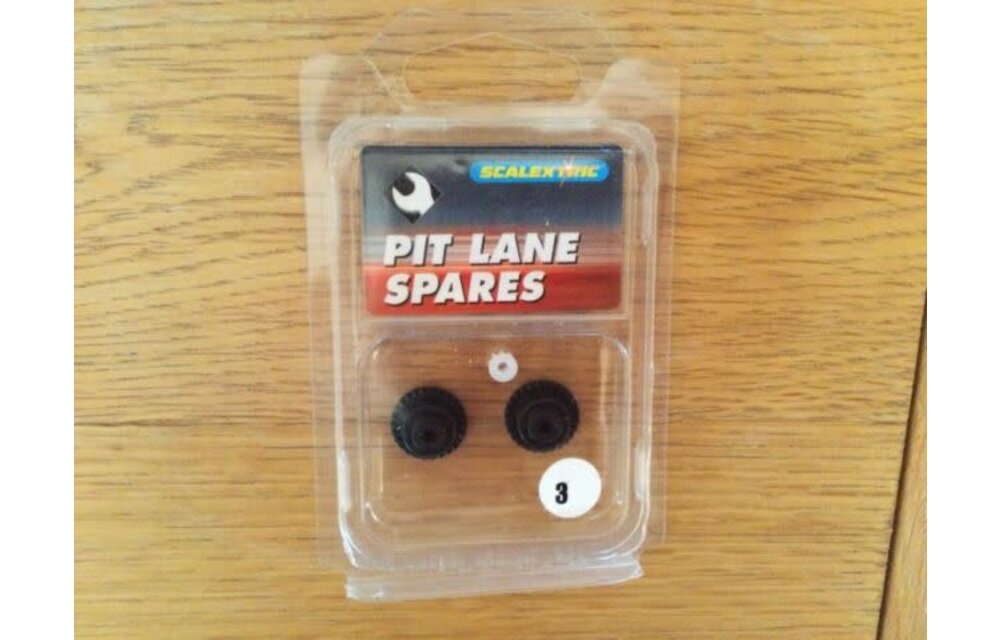 SCALEXTRIC
PIT LANE
SPARES
3